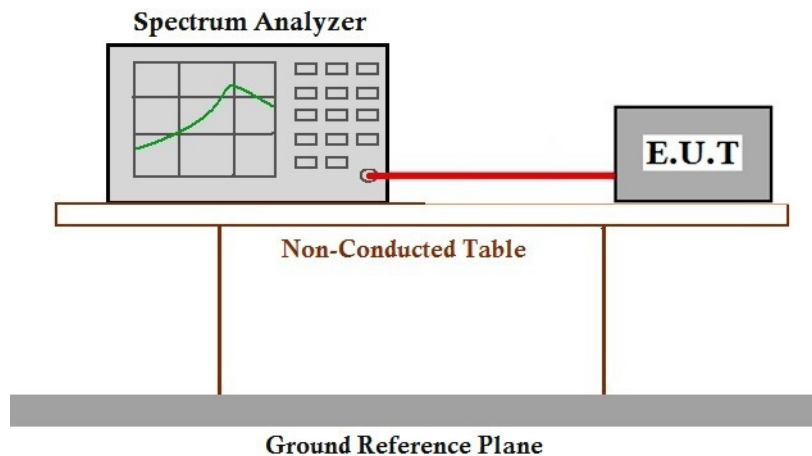 Spectrum Analyzer
E.U.T
Non-Conducted Table
Ground Reference Plane